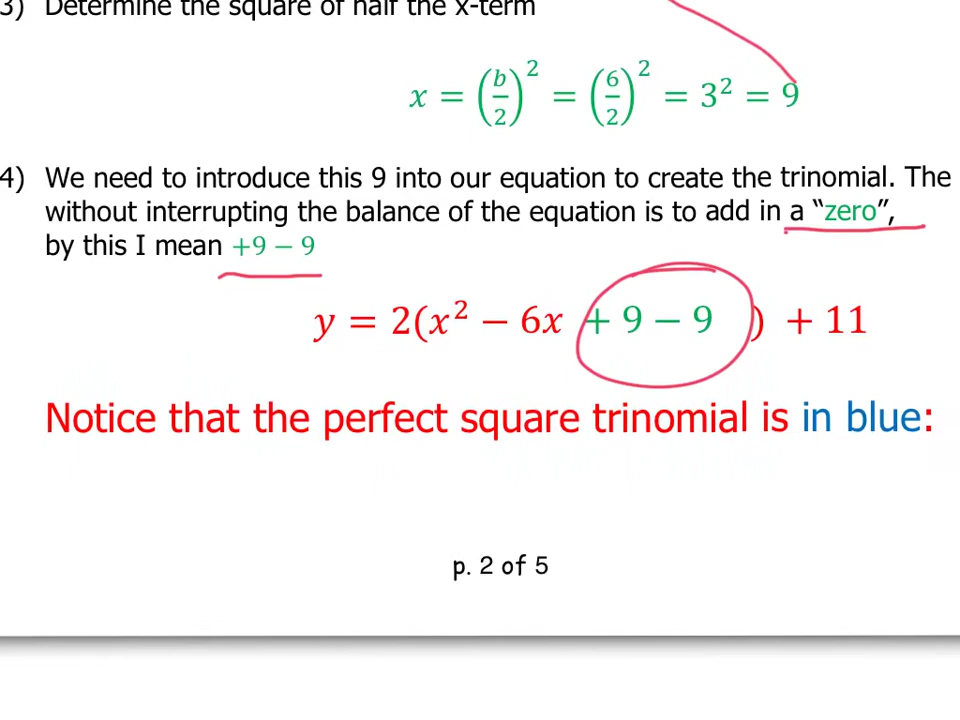 3) Determine the square of half the x-term
x = (b/2)² = (6/2)² = 3² = 9
4) We need to introduce this 9 into our equation to create the trinomial. The
without interrupting the balance of the equation is to add in a “zero”,
by this I mean +9 − 9
y = 2(x² − 6x + 9 − 9 ) + 11
Notice that the perfect square trinomial is in blue:
p. 2 of 5